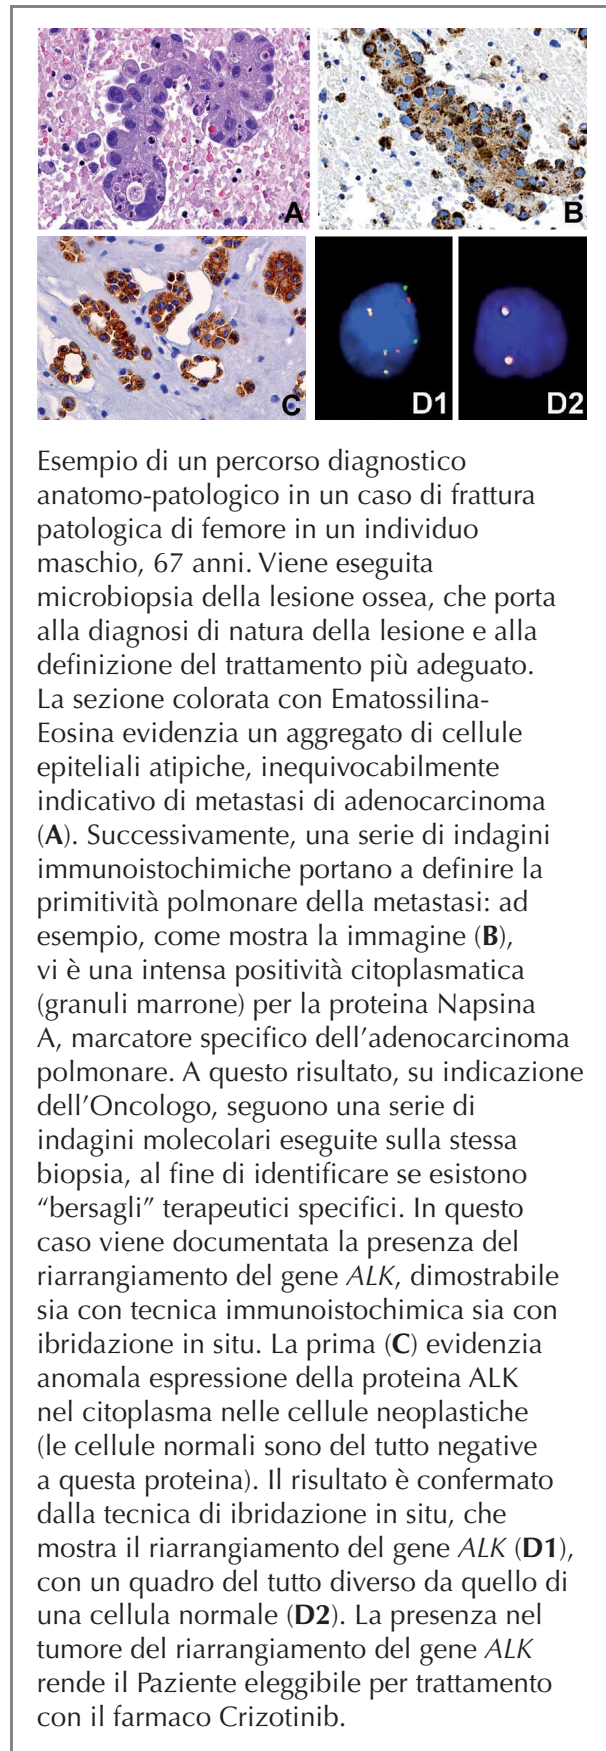 A
B
C
D1
D2
Esempio di un percorso diagnostico
anatomo-patologico in un caso di frattura
patologica di femore in un individuo
maschio, 67 anni. Viene eseguita
microbiopsia della lesione ossea, che porta
alla diagnosi di natura della lesione e alla
definizione del trattamento più adeguato.
La sezione colorata con Ematossilina-
Eosina evidenzia un aggregato di cellule
epiteliali atipiche, inequivocabilmente
indicativo di metastasi di adenocarcinoma
(A). Successivamente, una serie di indagini
immunoistochimiche portano a definire la
primitività polmonare della metastasi: ad
esempio, come mostra la immagine (B),
vi è una intensa positività citoplasmatica
(granuli marrone) per la proteina Napsina
A, marcatore specifico dell'adenocarcinoma
polmonare. A questo risultato, su indicazione
dell'Oncologo, seguono una serie di
indagini molecolari eseguite sulla stessa
biopsia, al fine di identificare se esistono
“bersagli” terapeutici specifici. In questo
caso viene documentata la presenza del
riarrangiamento del gene ALK, dimostrabile
sia con tecnica immunoistochimica sia con
ibridazione in situ. La prima (C) evidenzia
anomala espressione della proteina ALK
nel citoplasma nelle cellule neoplastiche
(le cellule normali sono del tutto negative
a questa proteina). Il risultato è confermato
dalla tecnica di ibridazione in situ, che
mostra il riarrangiamento del gene ALK (D1),
con un quadro del tutto diverso da quello di
una cellula normale (D2). La presenza nel
tumore del riarrangiamento del gene ALK
rende il Paziente eleggibile per trattamento
con il farmaco Crizotinib.